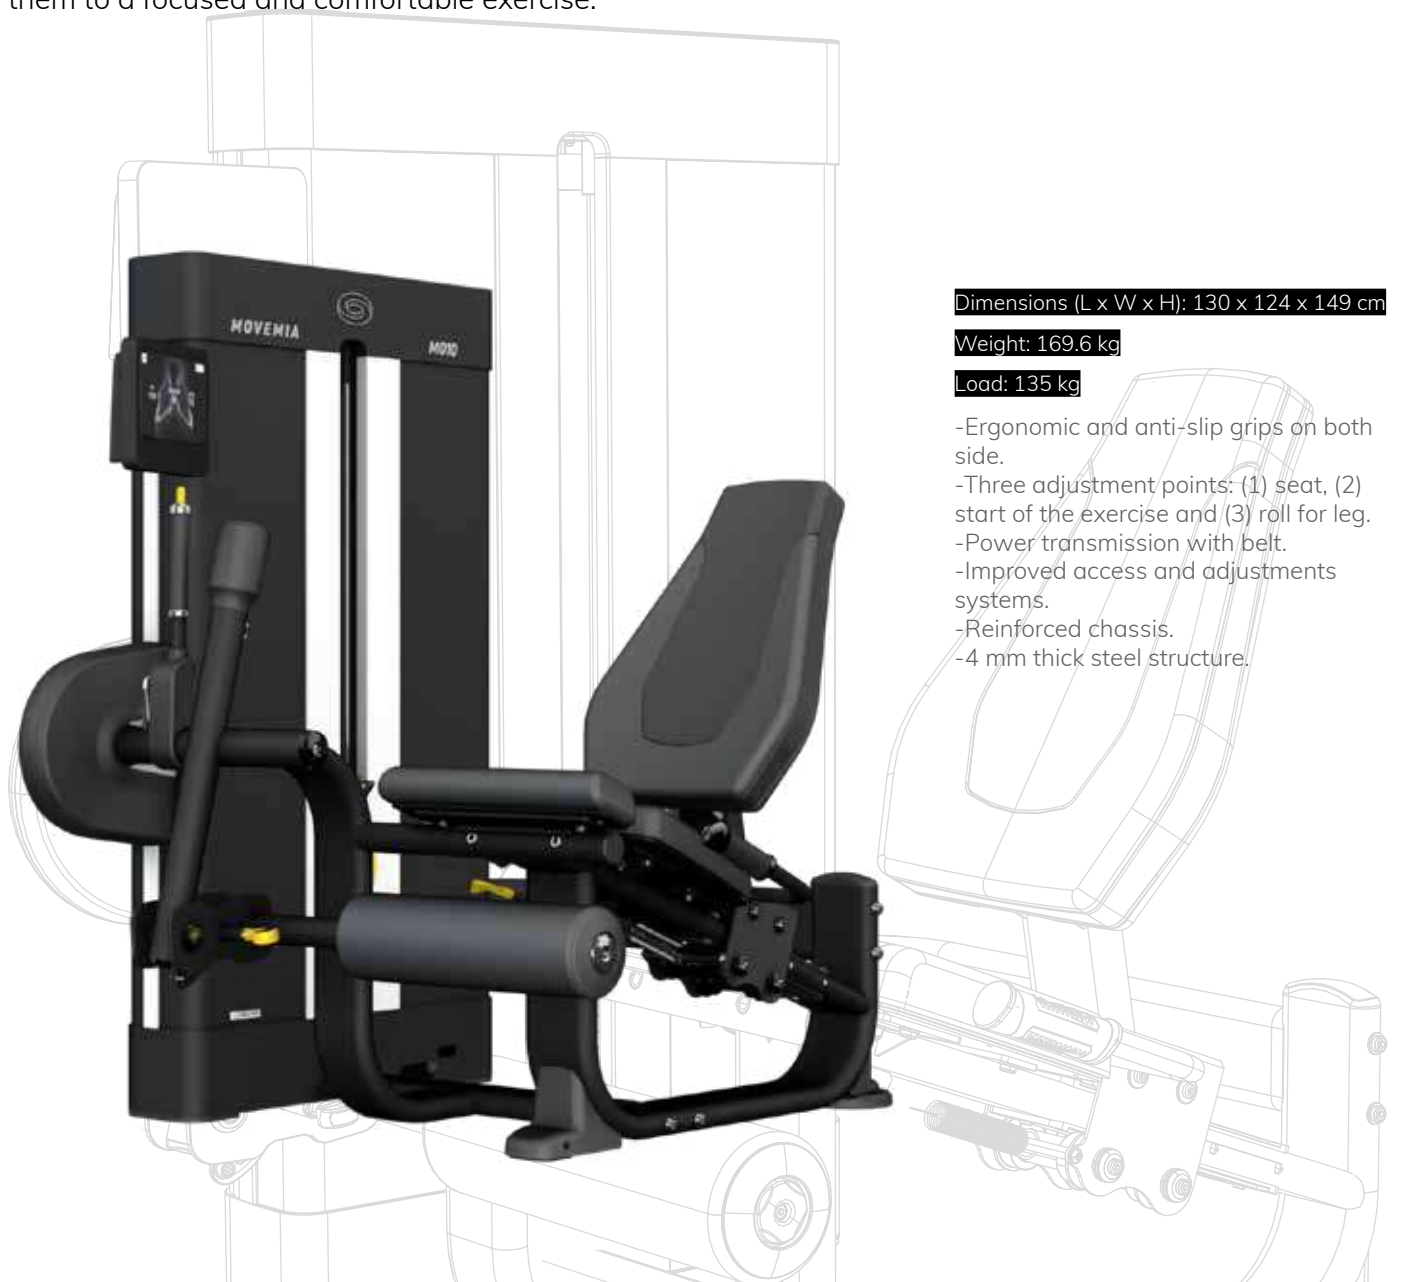 them to a focused and comfortable exercise.
MOVEMIA
M010
Dimensions (L x W x H): 130 x 124 x 149 cm
Weight: 169.6 kg
Load: 135 kg
-Ergonomic and anti-slip grips on both
side.
-Three adjustment points: (1) seat, (2)
start of the exercise and (3) roll for leg.
-Power transmission with belt.
-Improved access and adjustments
systems.
-Reinforced chassis.
-4 mm thick steel structure.